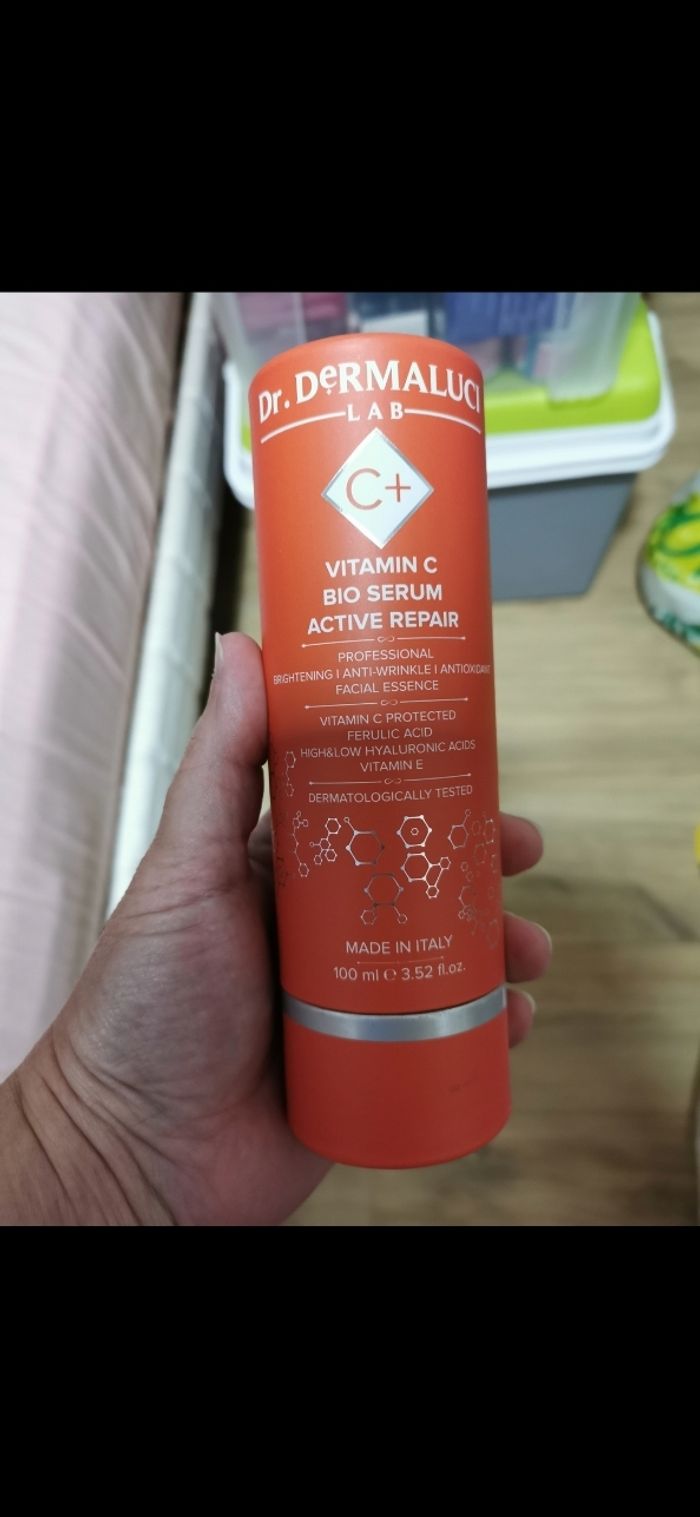 Dr. DeRMALUCI
LAB
C+
VITAMIN C
BIO SERUM
ACTIVE REPAIR
PROFESSIONAL
BRIGHTENING I ANTI-WRINKLE I ANTIOXIDANT
FACIAL ESSENCE
VITAMIN C PROTECTED
FERULIC ACID
HIGH&LOW HYALURONIC ACIDS
VITAMIN E
DERMATOLOGICALLY TESTED
MADE IN ITALY
100 ml ℮ 3.52 fl.oz.